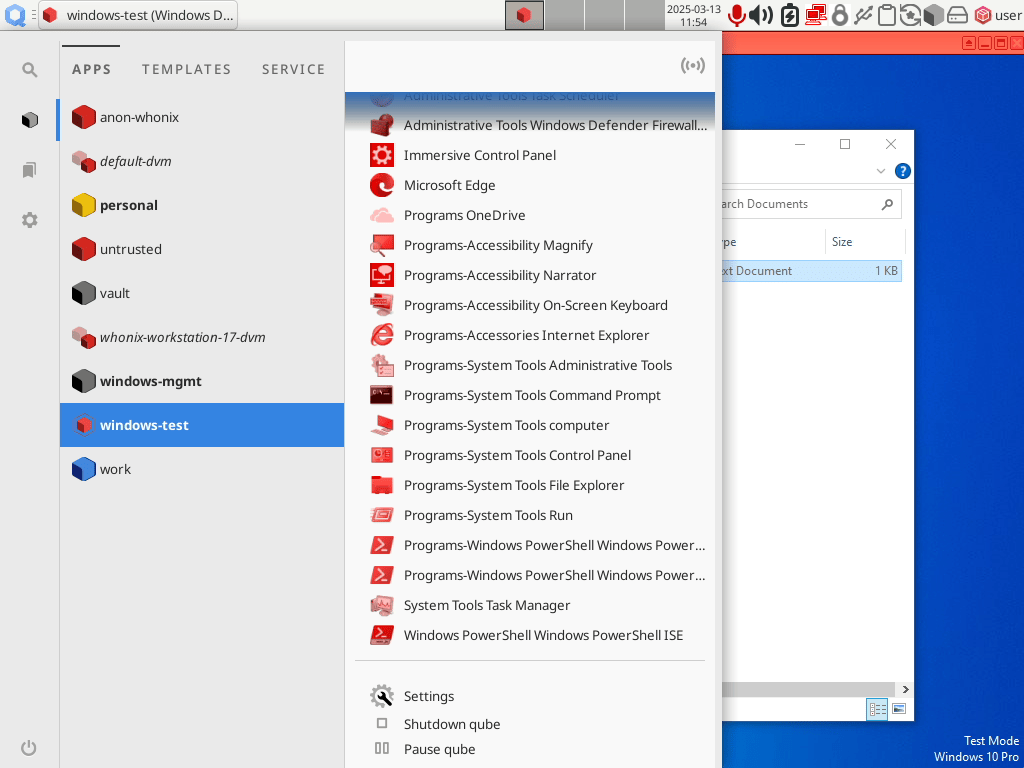 windows-test (Windows D...
2025-03-13
11:54
user
APPS
TEMPLATES
SERVICE
anon-whonix
default-dvm
personal
untrusted
vault
whonix-workstation-17-dvm
windows-mgmt
windows-test
work
Administrative Tools Task Scheduler
Administrative Tools Windows Defender Firewall...
Immersive Control Panel
Microsoft Edge
Programs OneDrive
Programs-Accessibility Magnify
Programs-Accessibility Narrator
Programs-Accessibility On-Screen Keyboard
Programs-Accessories Internet Explorer
Programs-System Tools Administrative Tools
Programs-System Tools Command Prompt
Programs-System Tools computer
Programs-System Tools Control Panel
Programs-System Tools File Explorer
Programs-System Tools Run
Programs-Windows PowerShell Windows Power...
Programs-Windows PowerShell Windows Power...
System Tools Task Manager
Windows PowerShell Windows PowerShell ISE
Settings
Shutdown qube
Pause qube
?
arch Documents
pe
Size
xt Document
1 KB
Test Mode
Windows 10 Pro